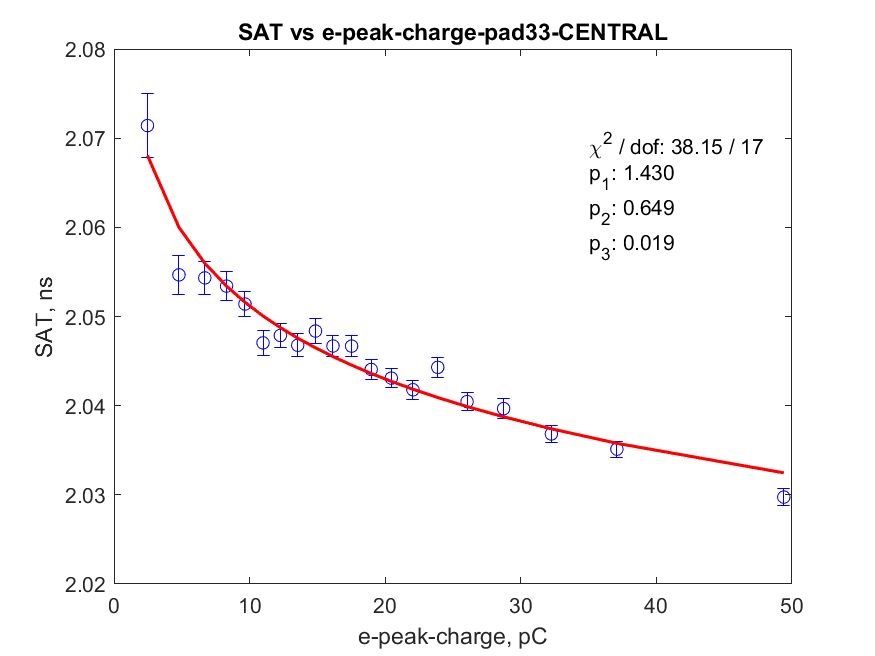 SAT vs e-peak-charge-pad33-CENTRAL
2.08
2.07
2.06
2.05
2.04
2.03
2.02
SAT, ns
χ² / dof: 38.15 / 17
p₁: 1.430
p₂: 0.649
p₃: 0.019
0 10 20 30 40 50
e-peak-charge, pC